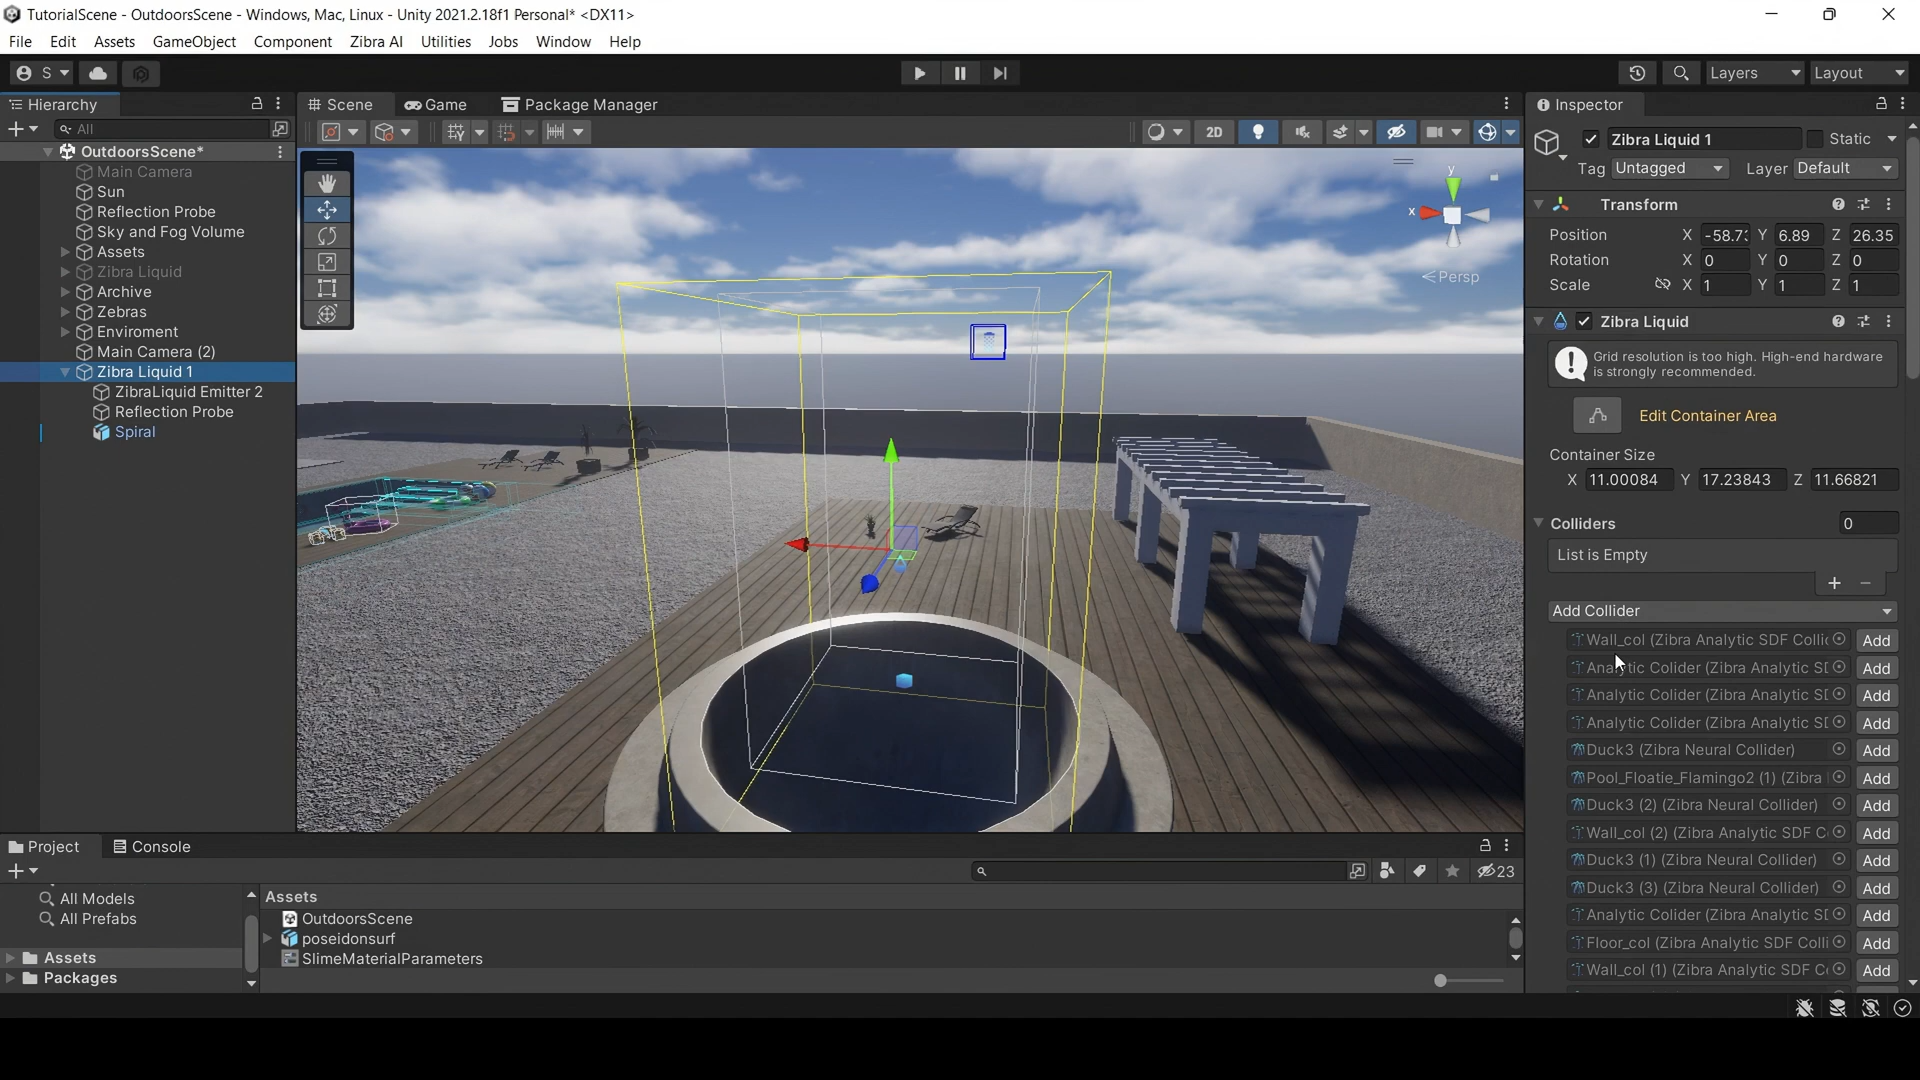 TutorialScene - OutdoorsScene - Windows, Mac, Linux - Unity 2021.2.18f1 Personal* <DX11>
File Edit Assets GameObject Component Zibra AI Utilities Jobs Window Help
S Layers Layout
Hierarchy
All
OutdoorsScene*
Main Camera
Sun
Reflection Probe
Sky and Fog Volume
Assets
Zibra Liquid
Archive
Zebras
Enviroment
Main Camera (2)
Zibra Liquid 1
ZibraLiquid Emitter 2
Reflection Probe
Spiral
Scene Game Package Manager
2D
y
x
Persp
Inspector
Zibra Liquid 1 Static
Tag Untagged Layer Default
Transform
Position X -58.7 Y 6.89 Z 26.35
Rotation X 0 Y 0 Z 0
Scale X 1 Y 1 Z 1
Zibra Liquid
Grid resolution is too high. High-end hardware
is strongly recommended.
Edit Container Area
Container Size
X 11.00084 Y 17.23843 Z 11.66821
Colliders 0
List is Empty
+ -
Add Collider
Wall_col (Zibra Analytic SDF Colli Add
Analytic Colider (Zibra Analytic SD Add
Analytic Colider (Zibra Analytic SD Add
Analytic Colider (Zibra Analytic SD Add
Duck3 (Zibra Neural Collider) Add
Pool_Floatie_Flamingo2 (1) (Zibra Add
Duck3 (2) (Zibra Neural Collider) Add
Wall_col (2) (Zibra Analytic SDF C Add
Duck3 (1) (Zibra Neural Collider) Add
Duck3 (3) (Zibra Neural Collider) Add
Analytic Colider (Zibra Analytic SD Add
Floor_col (Zibra Analytic SDF Colli Add
Wall_col (1) (Zibra Analytic SDF C Add
Project Console
23
All Models
All Prefabs
Assets
Packages
Assets
OutdoorsScene
poseidonsurf
SlimeMaterialParameters